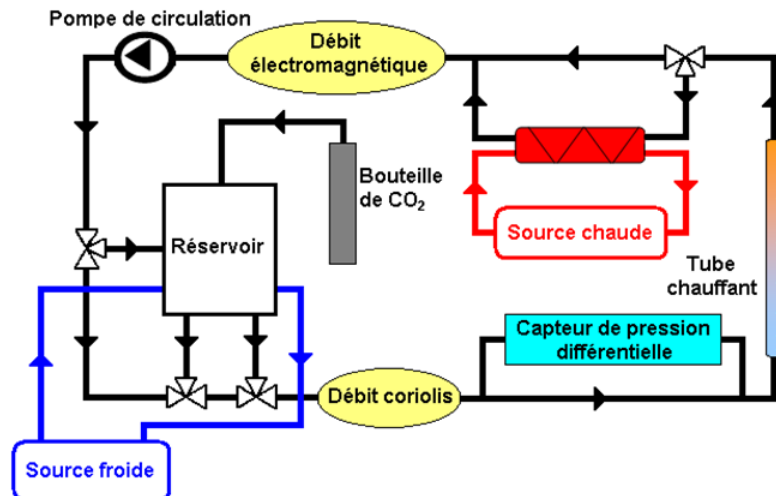 Pompe de circulation
Débit
électromagnétique
Bouteille
de CO₂
Réservoir
Source chaude
Tube
chauffant
Capteur de pression
différentielle
Débit coriolis
Source froide